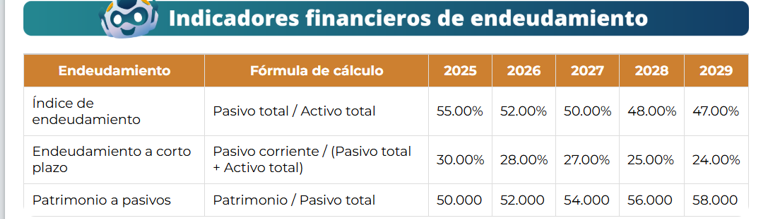 Indicadores financieros de endeudamiento
Endeudamiento Fórmula de cálculo 2025 2026 2027 2028 2029
Índice de
endeudamiento Pasivo total / Activo total 55.00% 52.00% 50.00% 48.00% 47.00%
Endeudamiento a corto
plazo Pasivo corriente / (Pasivo total
+ Activo total) 30.00% 28.00% 27.00% 25.00% 24.00%
Patrimonio a pasivos Patrimonio / Pasivo total 50.000 52.000 54.000 56.000 58.000